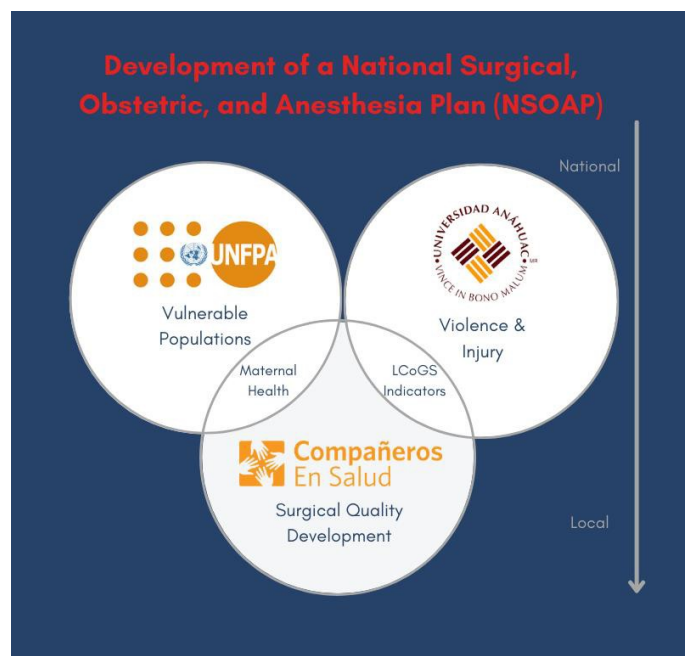 Development of a National Surgical,
Obstetric, and Anesthesia Plan (NSOAP)
National
UNFPA
UNIVERSIDAD ANÁHUAC
VINCE IN BONO MALUM
Vulnerable
Populations
Violence &
Injury
Maternal
Health
LCoGS
Indicators
Compañeros
En Salud
Surgical Quality
Development
Local